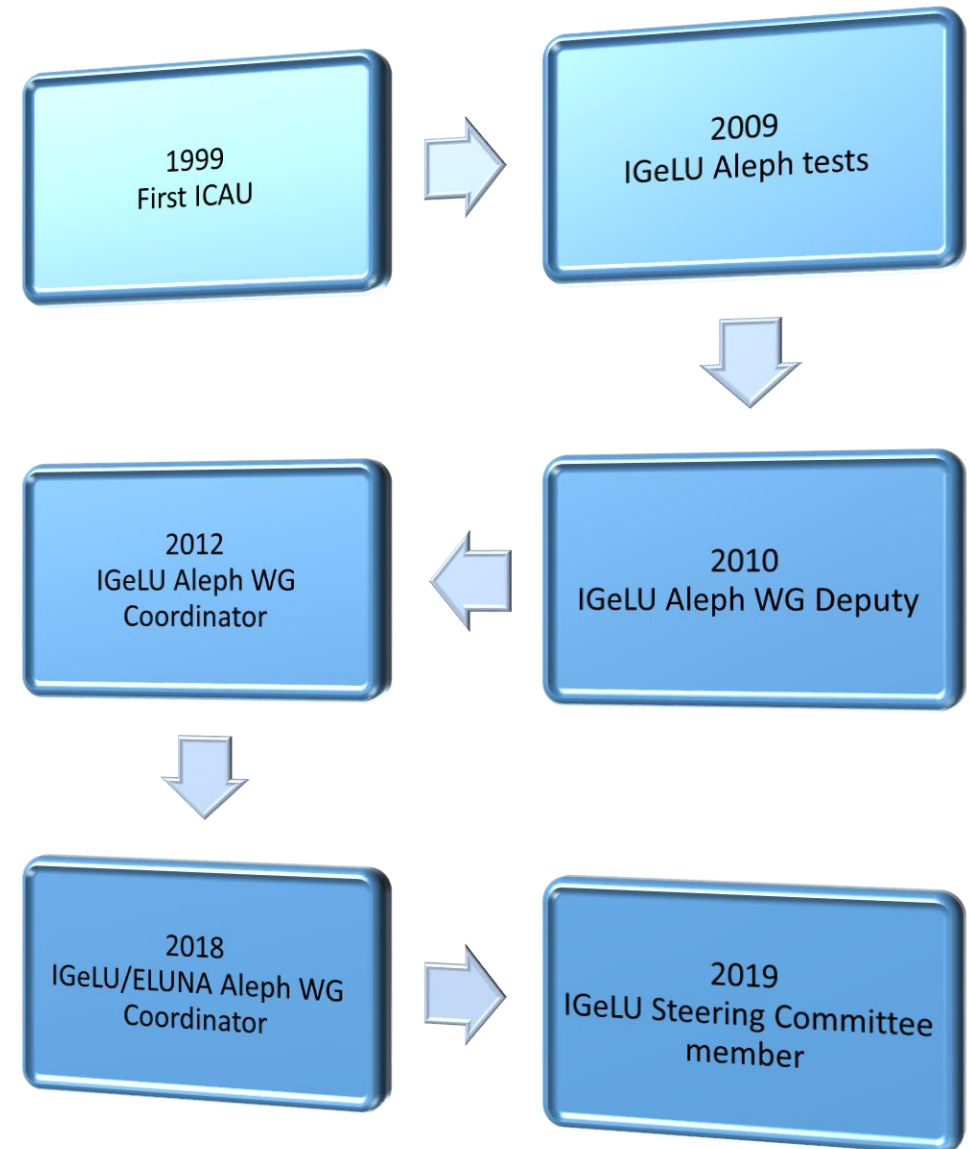 1999
First ICAU
2009
IGeLU Aleph tests
2010
IGeLU Aleph WG Deputy
2012
IGeLU Aleph WG
Coordinator
2018
IGeLU/ELUNA Aleph WG
Coordinator
2019
IGeLU Steering Committee
member